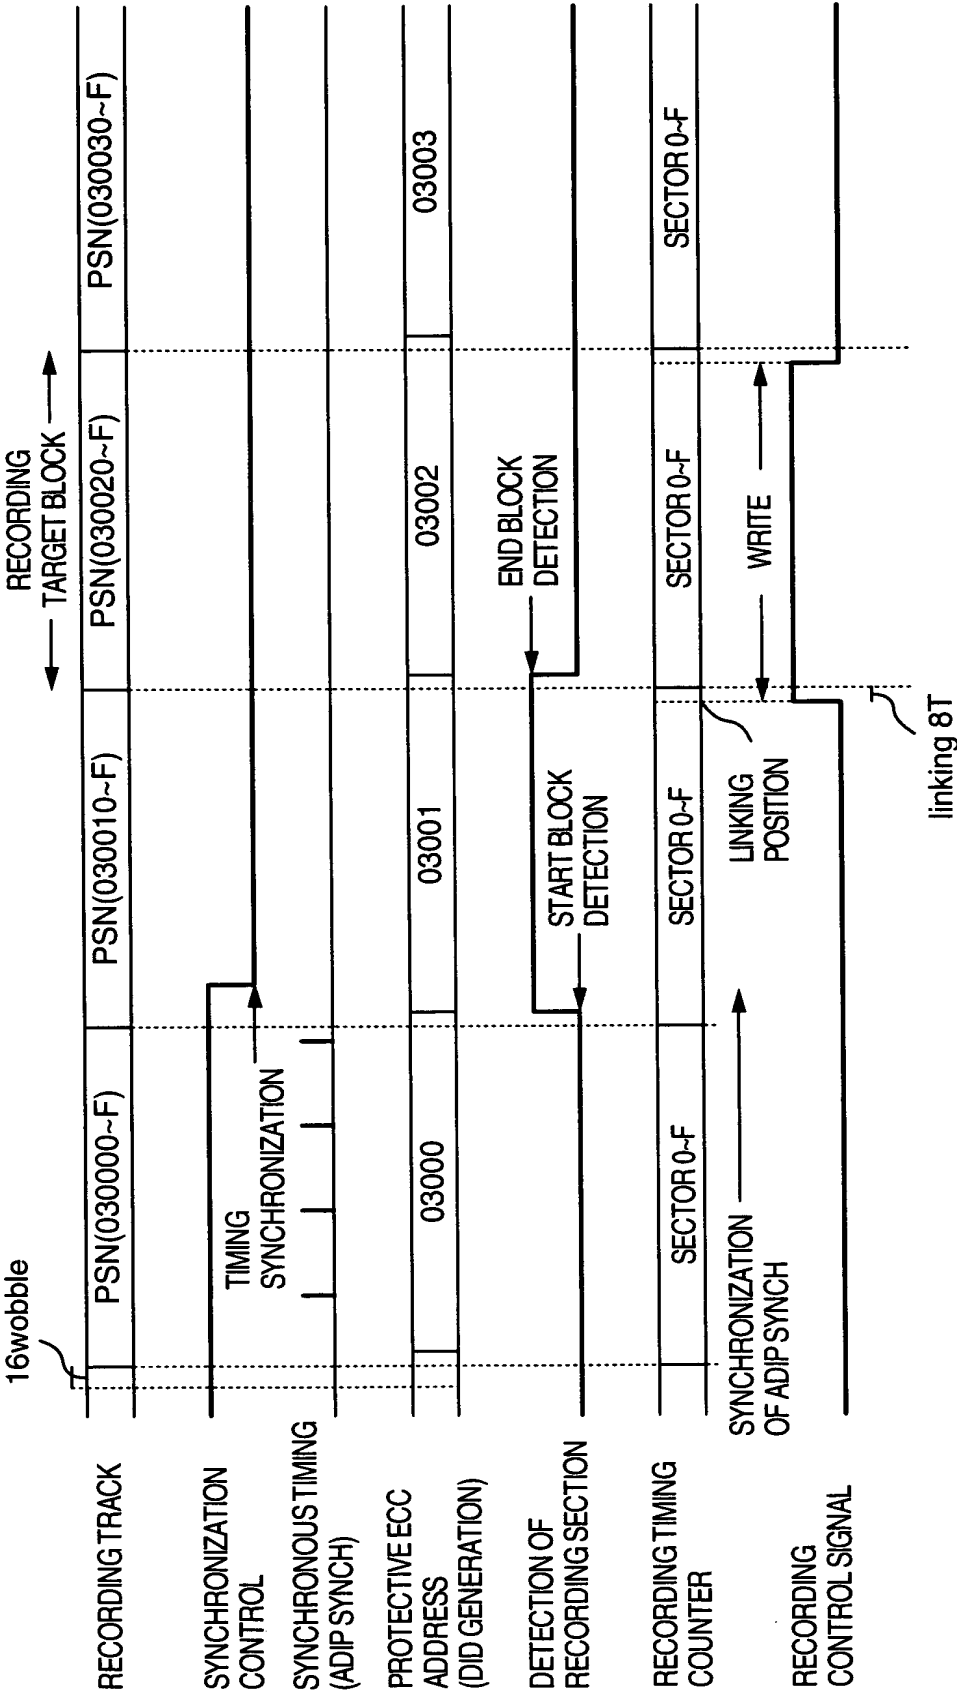 RECORDING
TARGET BLOCK
16wobble
RECORDING TRACK
PSN(030000~F)
PSN(030010~F)
PSN(030020~F)
PSN(030030~F)
SYNCHRONIZATION
CONTROL
TIMING
SYNCHRONIZATION
SYNCHRONOUS TIMING
(ADIP SYNCH)
PROTECTIVE ECC
ADDRESS
(DID GENERATION)
03000
03001
03002
03003
DETECTION OF
RECORDING SECTION
START BLOCK
DETECTION
END BLOCK
DETECTION
RECORDING TIMING
COUNTER
SECTOR 0~F
SECTOR 0~F
SECTOR 0~F
SECTOR 0~F
SYNCHRONIZATION
OF ADIP SYNCH
LINKING
POSITION
WRITE
RECORDING
CONTROL SIGNAL
linking 8T